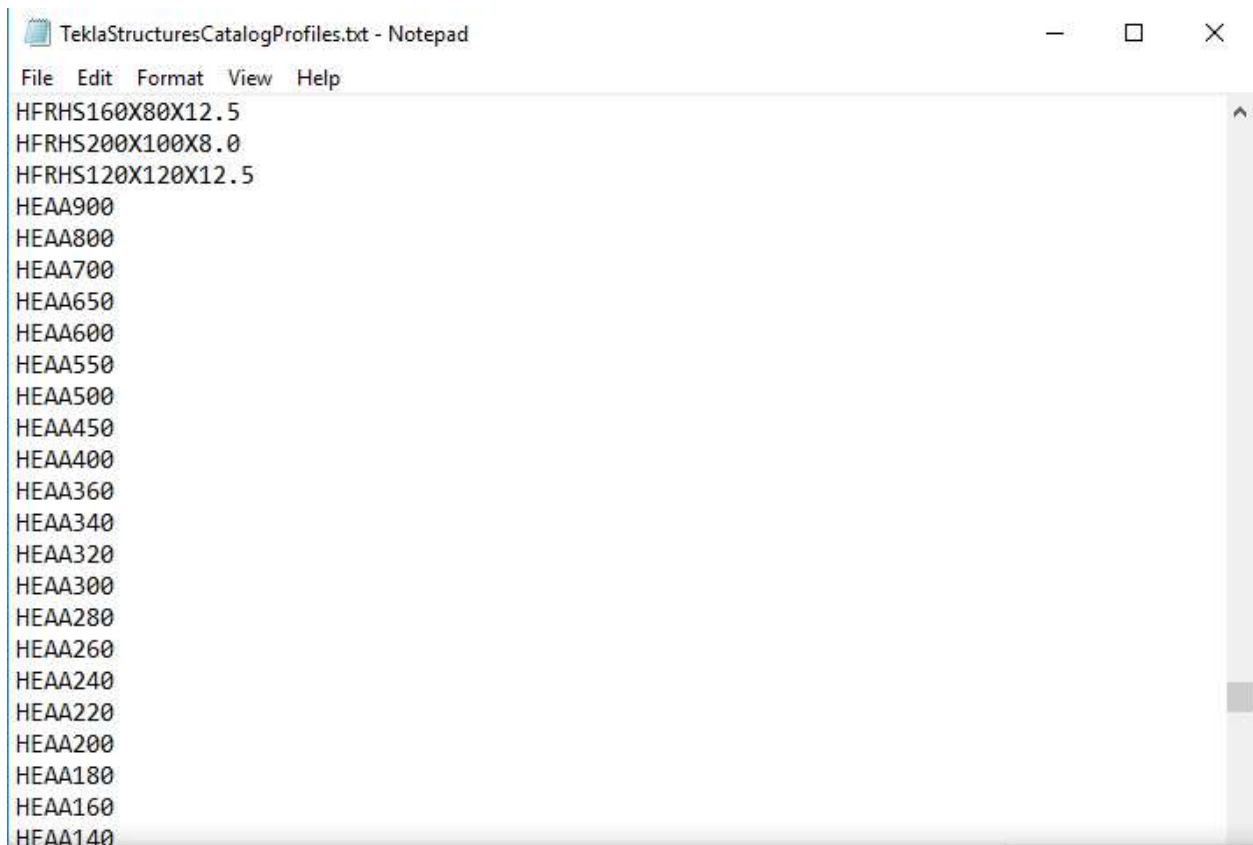 TeklaStructuresCatalogProfiles.txt - Notepad
File Edit Format View Help
HFRHS160X80X12.5
HFRHS200X100X8.0
HFRHS120X120X12.5
HEAA900
HEAA800
HEAA700
HEAA650
HEAA600
HEAA550
HEAA500
HEAA450
HEAA400
HEAA360
HEAA340
HEAA320
HEAA300
HEAA280
HEAA260
HEAA240
HEAA220
HEAA200
HEAA180
HEAA160
HEAA140